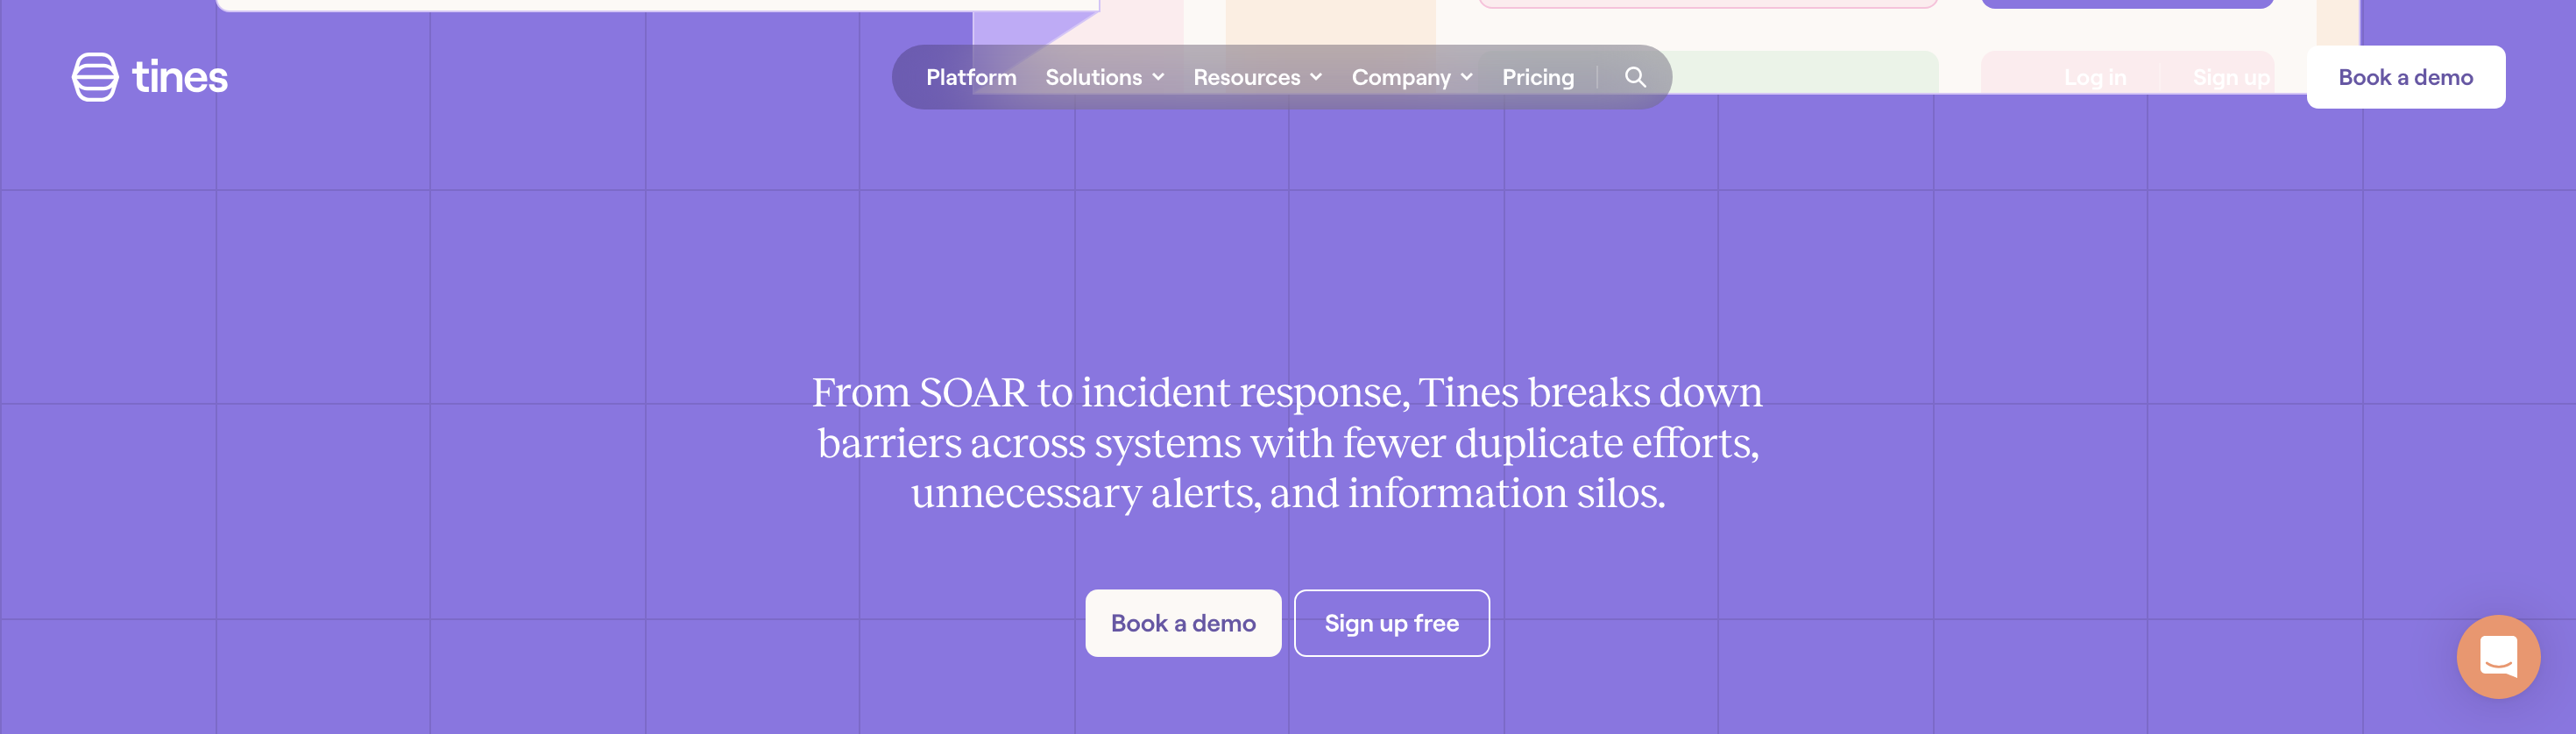 tines
Platform Solutions Resources Company Pricing
Log in Sign up Book a demo
From SOAR to incident response, Tines breaks down
barriers across systems with fewer duplicate efforts,
unnecessary alerts, and information silos.
Book a demo Sign up free